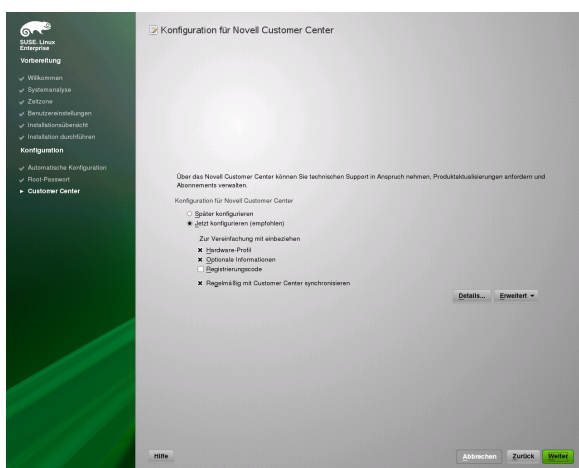 SUSE. Linux
Enterprise
Vorbereitung
Willkommen
Systemanalyse
Zeitzone
Benutzereinstellungen
Installationsübersicht
Installation durchführen
Konfiguration
Automatische Konfiguration
Root-Passwort
Customer Center
Konfiguration für Novell Customer Center
Über das Novell Customer Center können Sie technischen Support in Anspruch nehmen, Produktaktualisierungen anfordern und
Abonnements verwalten.
Konfiguration für Novell Customer Center
Später konfigurieren
Jetzt konfigurieren (empfohlen)
Zur Vereinfachung mit einbeziehen
Hardware-Profil
Optionale Informationen
Registrierungscode
Regelmäßig mit Customer Center synchronisieren
Details... Erweitert
Hilfe Abbrechen Zurück Weiter